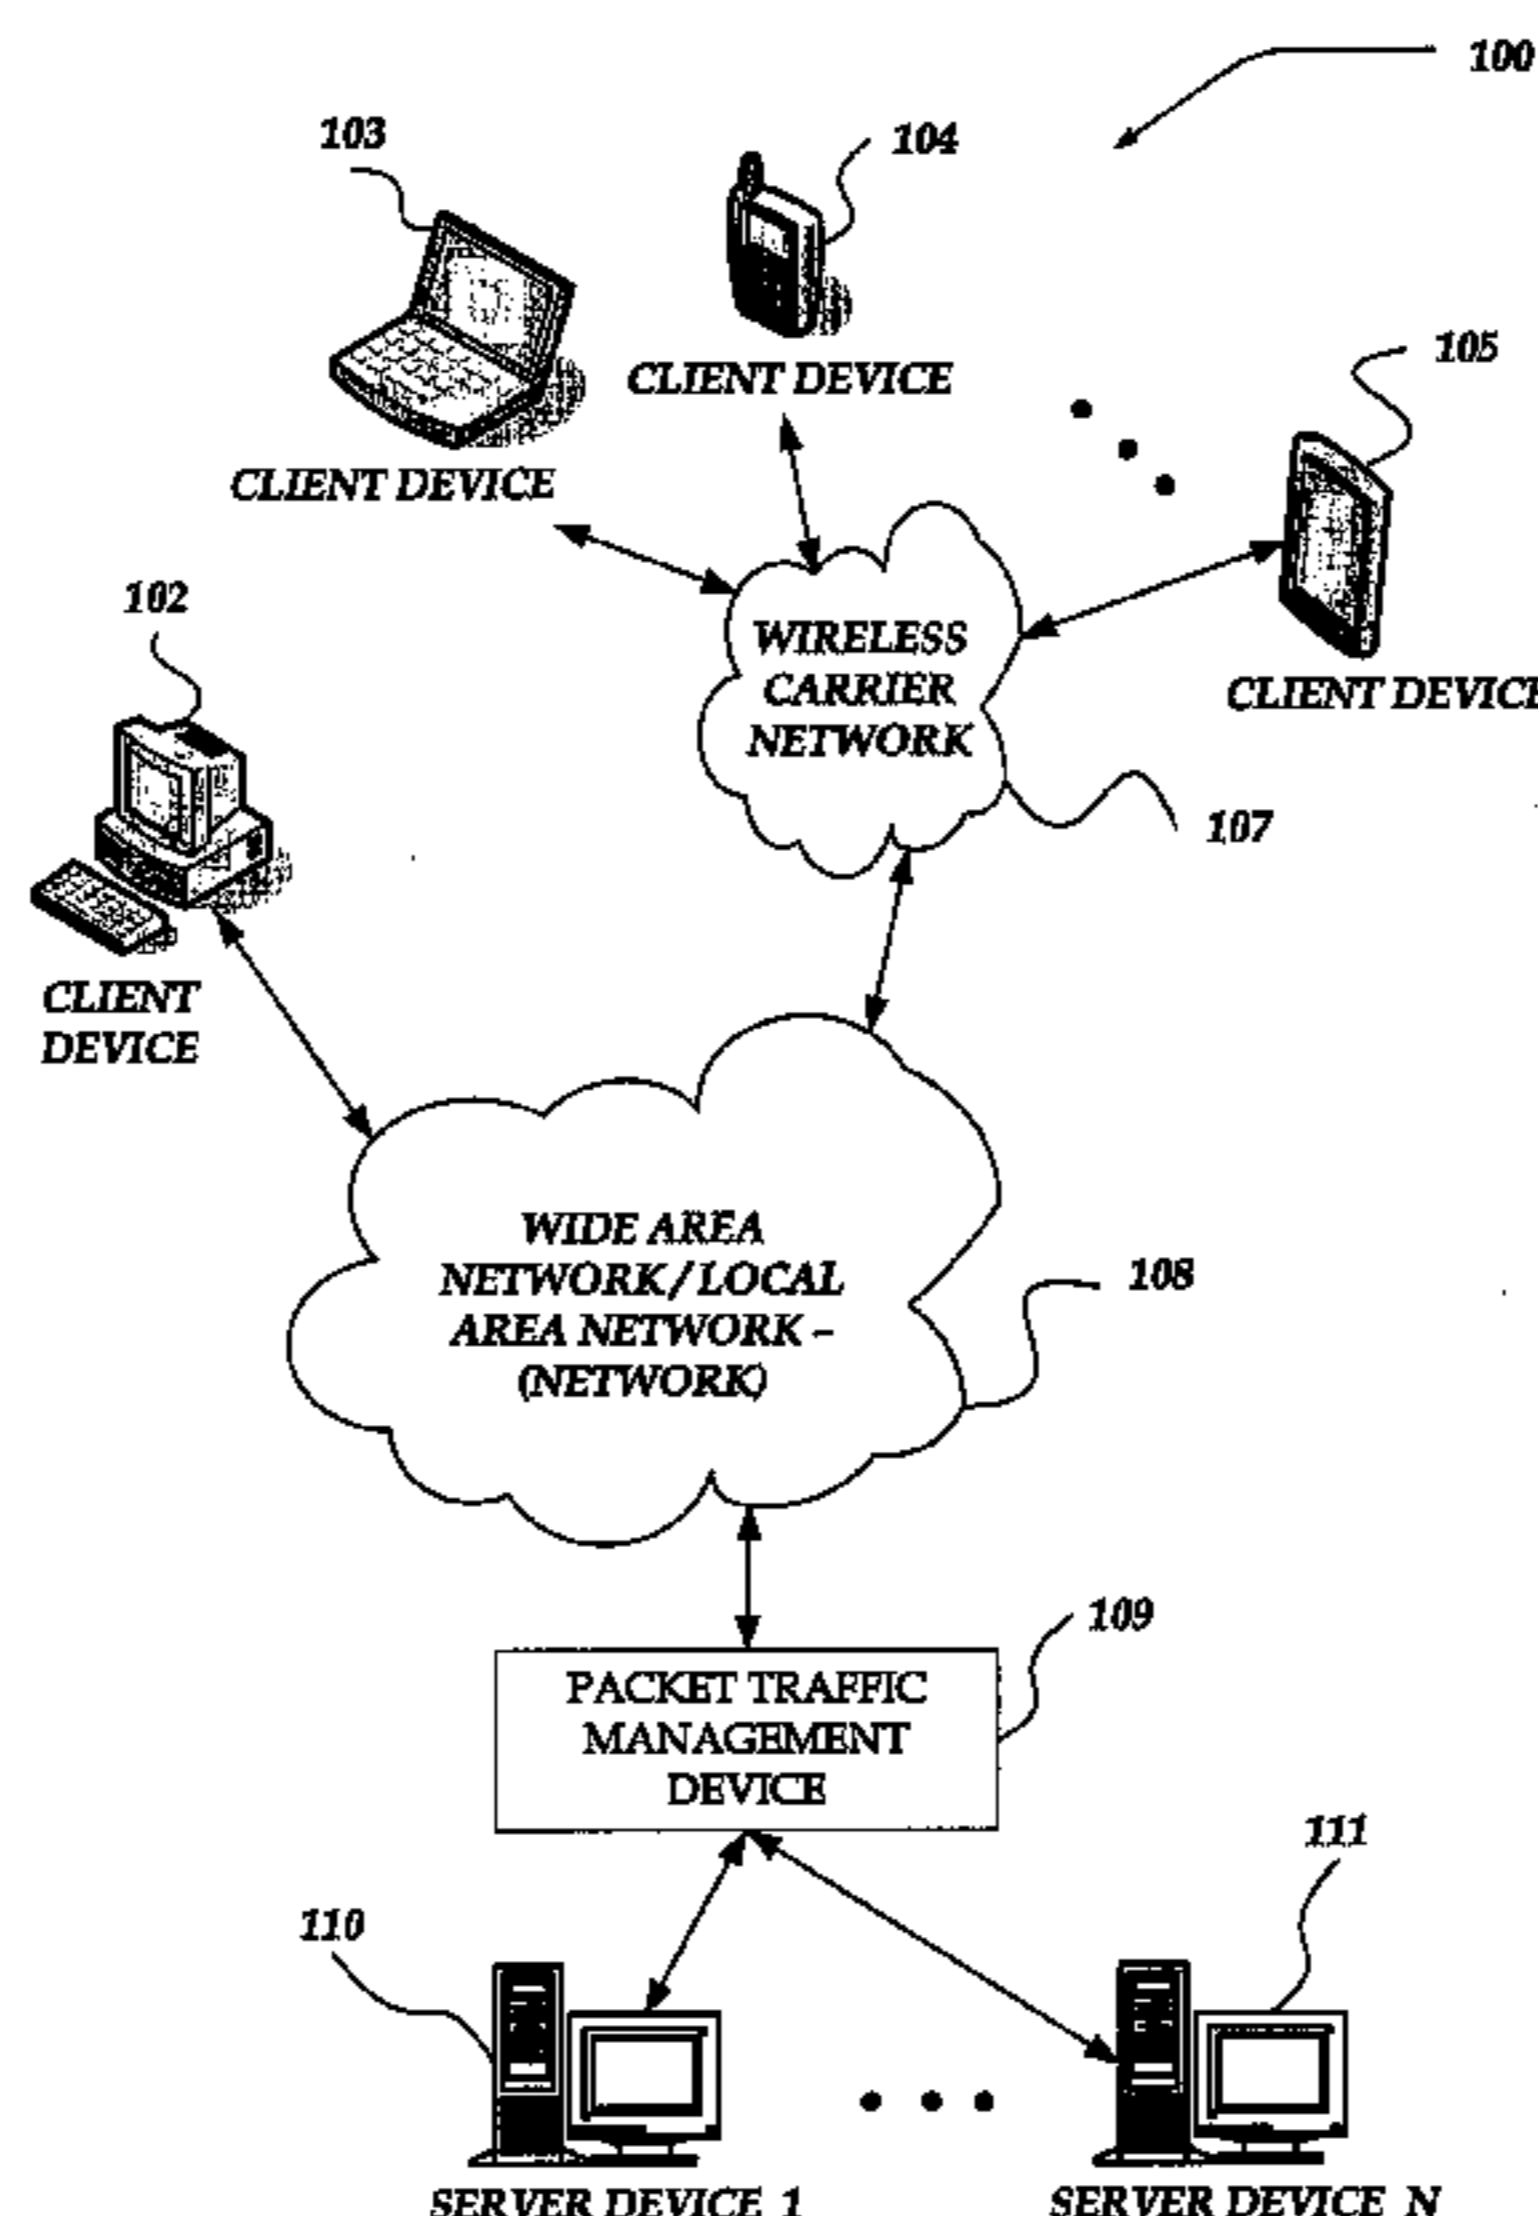 100
103
104
CLIENT DEVICE
105
CLIENT DEVICE
102
WIRELESS
CARRIER
NETWORK
CLIENT DEVICE
107
CLIENT
DEVICE
WIDE AREA
NETWORK/LOCAL
AREA NETWORK –
(NETWORK)
108
109
PACKET TRAFFIC
MANAGEMENT
DEVICE
111
110
SERVER DEVICE 1
SERVER DEVICE N